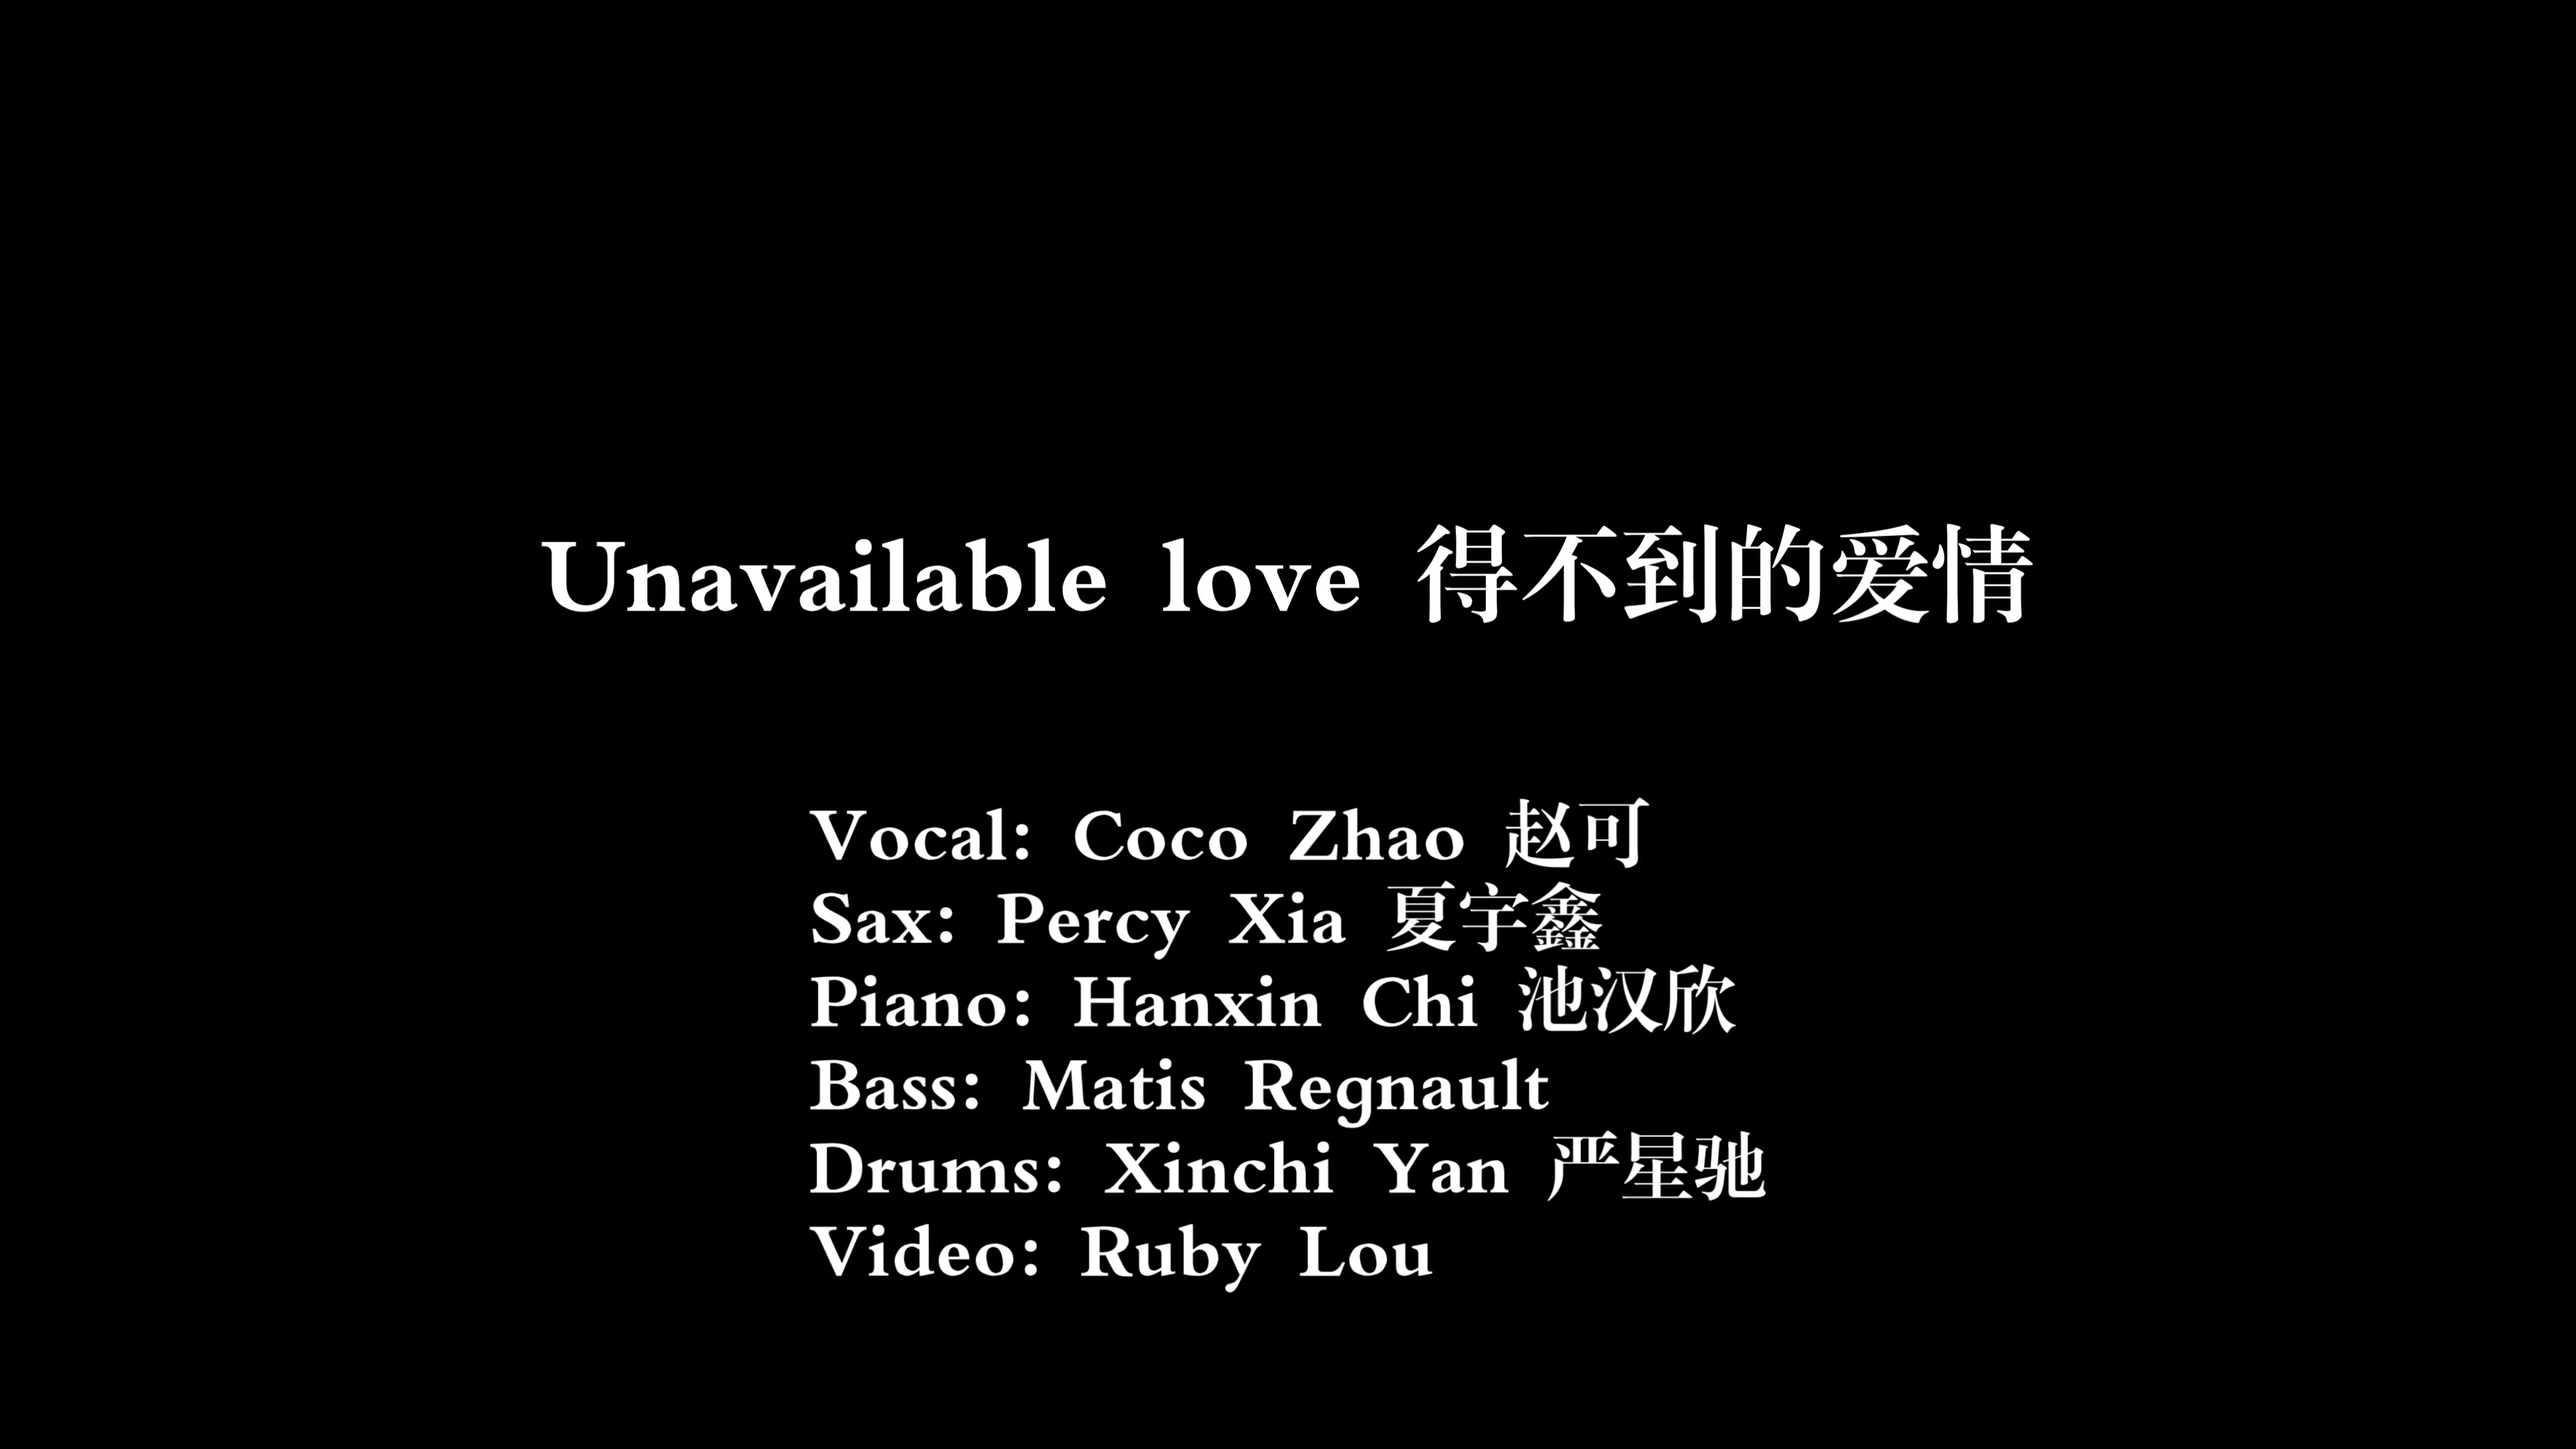 Unavailable love 得不到的爱情
Vocal: Coco Zhao 赵可
Sax: Percy Xia 夏宇鑫
Piano: Hanxin Chi 池汉欣
Bass: Matis Regnault
Drums: Xinchi Yan 严星驰
Video: Ruby Lou